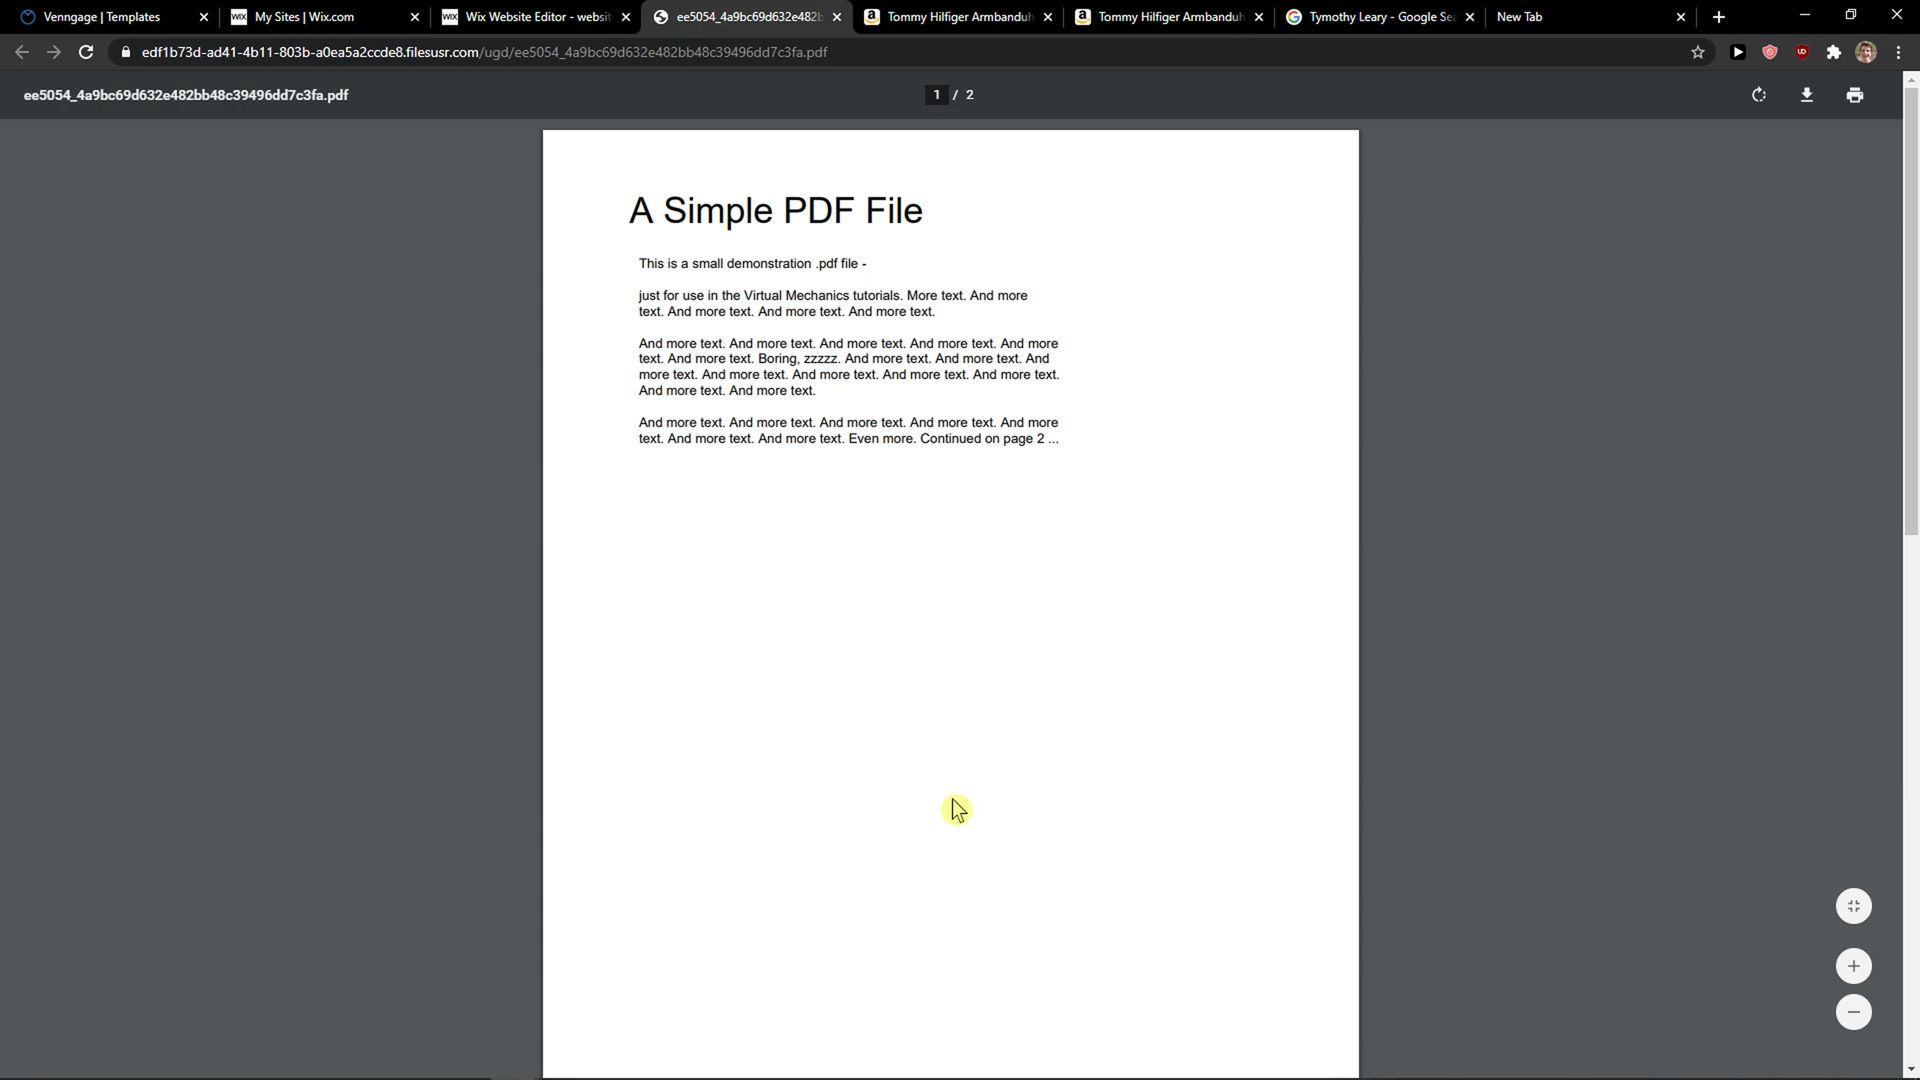 Venngage | Templates
My Sites | Wix.com
Wix Website Editor - websit
ee5054_4a9bc69d632e482b
Tommy Hilfiger Armbanduh
Tommy Hilfiger Armbanduh
Tymothy Leary - Google Se
New Tab
edf1b73d-ad41-4b11-803b-a0ea5a2ccde8.filesusr.com/ugd/ee5054_4a9bc69d632e482bb48c39496dd7c3fa.pdf
ee5054_4a9bc69d632e482bb48c39496dd7c3fa.pdf
1 / 2
A Simple PDF File
This is a small demonstration .pdf file -
just for use in the Virtual Mechanics tutorials. More text. And more
text. And more text. And more text. And more text.
And more text. And more text. And more text. And more text. And more
text. And more text. Boring, zzzzz. And more text. And more text. And
more text. And more text. And more text. And more text. And more text.
And more text. And more text.
And more text. And more text. And more text. And more text. And more
text. And more text. And more text. Even more. Continued on page 2 ...